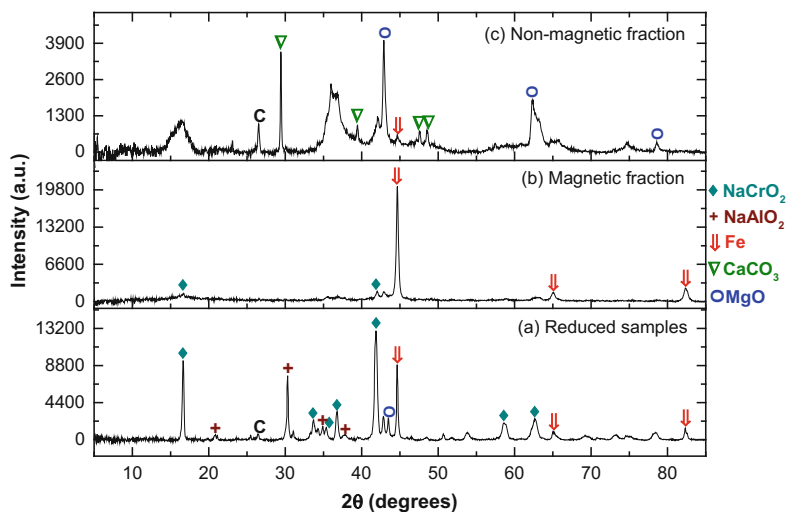 (c) Non-magnetic fraction
3900
2600
1300
0
C
(b) Magnetic fraction
19800
13200
6600
0
(a) Reduced samples
13200
8800
4400
0
C
Intensity (a.u.)
10 20 30 40 50 60 70 80
2θ (degrees)
NaCrO₂
NaAlO₂
Fe
CaCO₃
MgO